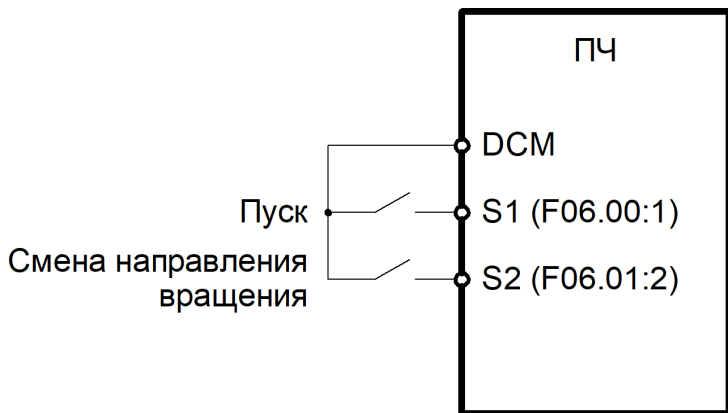 ПЧ
DCM
Пуск
S1 (F06.00:1)
Смена направления
вращения
S2 (F06.01:2)